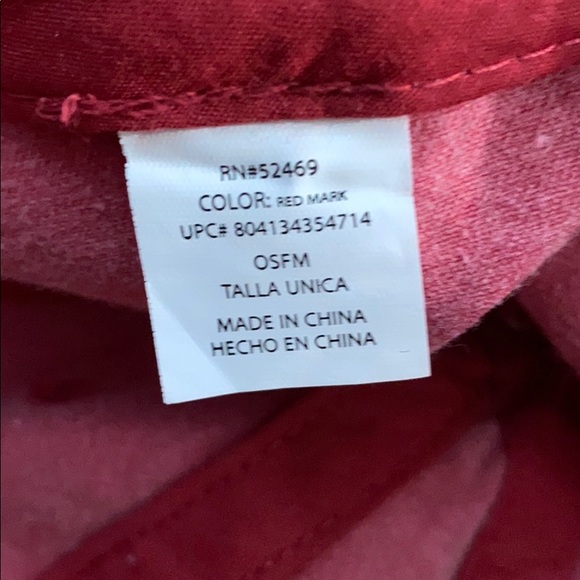 RN#52469
COLOR: RED MARK
UPC# 804134354714
OSFM
TALLA UNICA
MADE IN CHINA
HECHO EN CHINA